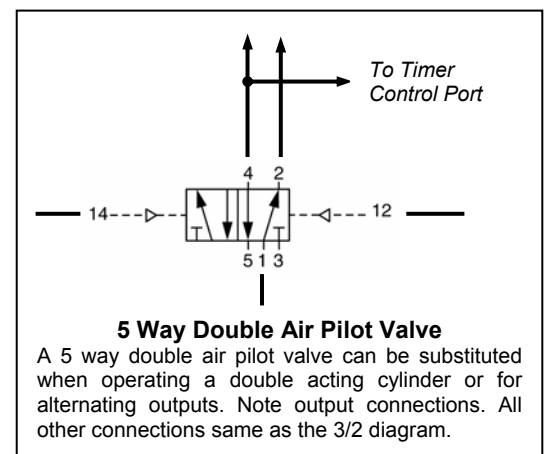 To Timer
Control Port
4 2
14 12
5 1 3
5 Way Double Air Pilot Valve
A 5 way double air pilot valve can be substituted
when operating a double acting cylinder or for
alternating outputs. Note output connections. All
other connections same as the 3/2 diagram.